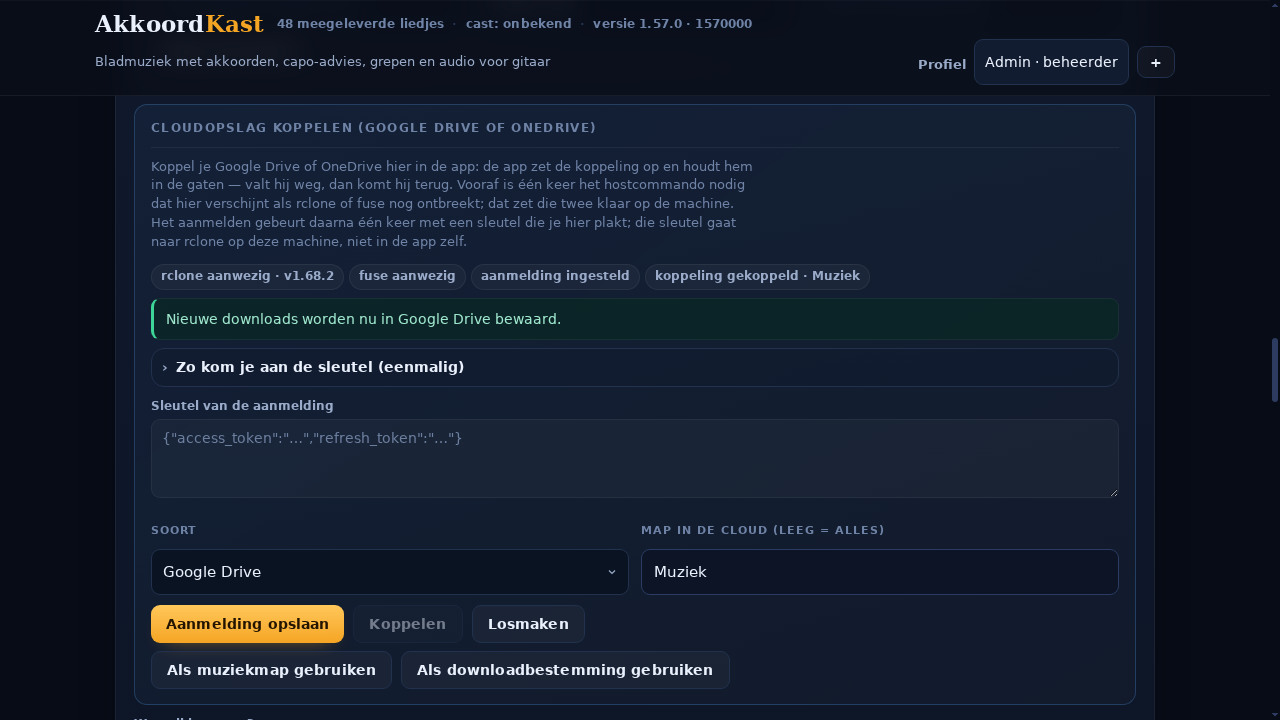 AkkoordKast 48 meegeleverde liedjes · cast: onbekend · versie 1.57.0 · 1570000
Bladmuziek met akkoorden, capo-advies, grepen en audio voor gitaar
Profiel Admin · beheerder +
CLOUDOPSLAG KOPPELEN (GOOGLE DRIVE OF ONEDRIVE)
Koppel je Google Drive of OneDrive hier in de app: de app zet de koppeling op en houdt hem
in de gaten — valt hij weg, dan komt hij terug. Vooraf is één keer het hostcommando nodig
dat hier verschijnt als rclone of fuse nog ontbreekt; dat zet die twee klaar op de machine.
Het aanmelden gebeurt daarna één keer met een sleutel die je hier plakt; die sleutel gaat
naar rclone op deze machine, niet in de app zelf.
rclone aanwezig · v1.68.2 fuse aanwezig aanmelding ingesteld koppeling gekoppeld · Muziek
Nieuwe downloads worden nu in Google Drive bewaard.
› Zo kom je aan de sleutel (eenmalig)
Sleutel van de aanmelding
{"access_token":"...","refresh_token":"..."}
SOORT MAP IN DE CLOUD (LEEG = ALLES)
Google Drive Muziek
Aanmelding opslaan Koppelen Losmaken
Als muziekmap gebruiken Als downloadbestemming gebruiken